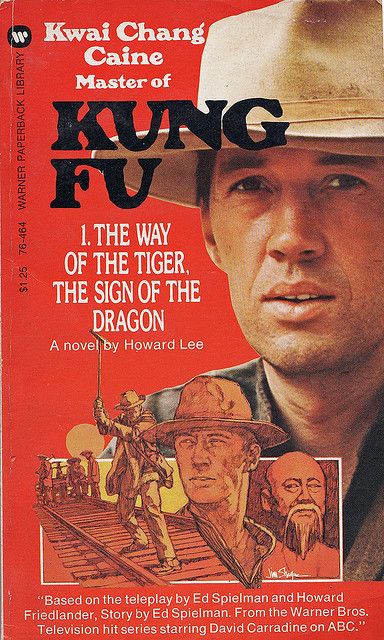 Kwai Chang
Caine
Master of
KUNG
FU
1. THE WAY
OF THE TIGER,
THE SIGN OF THE
DRAGON
A novel by Howard Lee
$1.25 76-464 WARNER PAPERBACK LIBRARY
"Based on the teleplay by Ed Spielman and Howard
Friedlander, Story by Ed Spielman. From the Warner Bros.
Television hit series starring David Carradine on ABC."